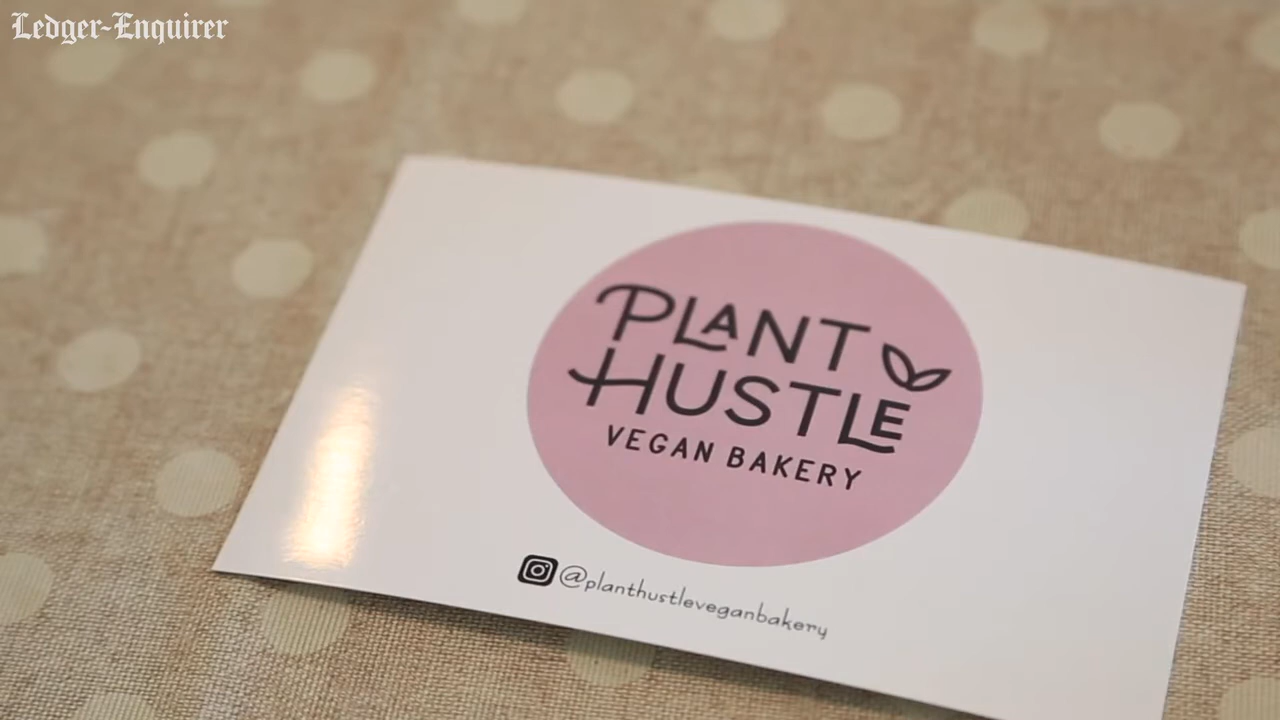 Ledger-Enquirer
PLANT
HUSTLE
VEGAN BAKERY
@planthustleveganbakery